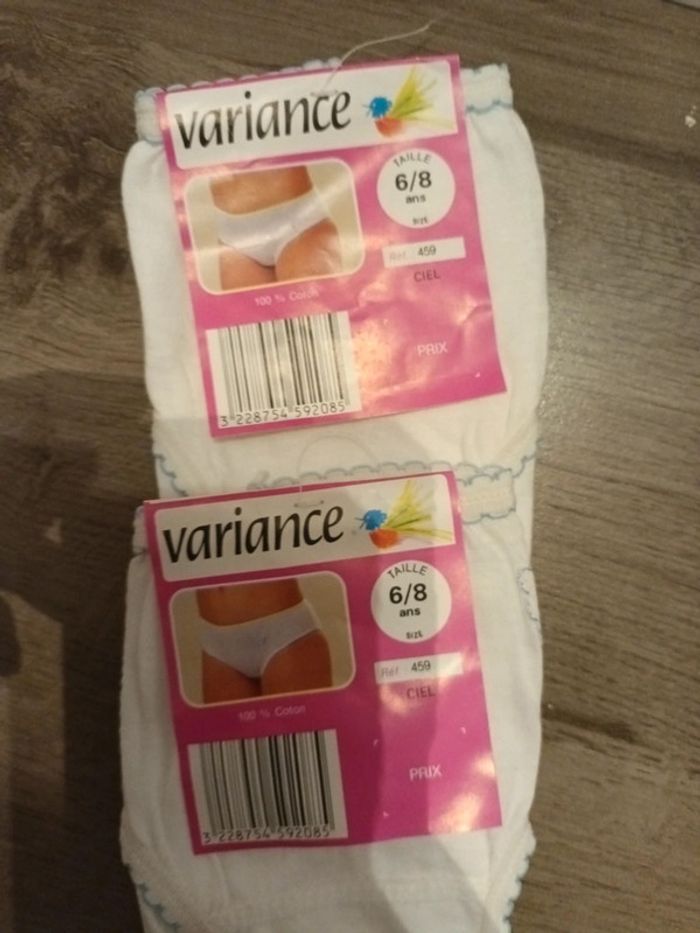 variance
TAILLE
6/8
ans
SIZE
Réf. 459
CIEL
100 % Coton
PRIX
3 228754 592085
variance
TAILLE
6/8
ans
SIZE
Réf. 459
CIEL
100 % Coton
PRIX
3 228754 592085